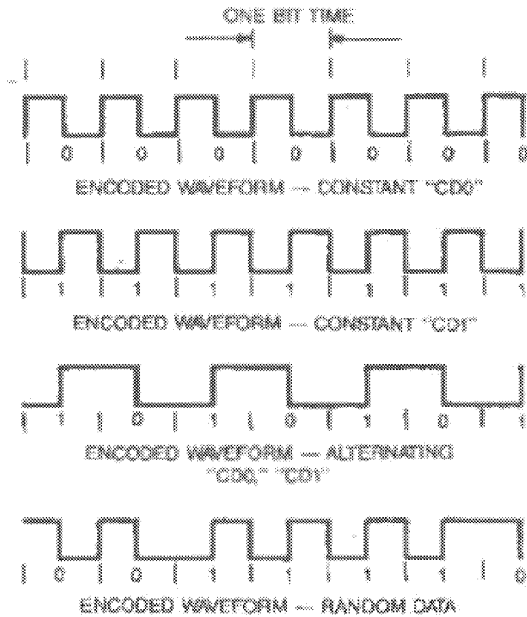 ONE BIT TIME
| 0 | 0 | 0 | 0 | 0 | 0 | 0
ENCODED WAVEFORM — CONSTANT "CD0"
| 1 | 1 | 1 | 1 | 1 | 1 | 1
ENCODED WAVEFORM — CONSTANT "CD1"
| 1 | 0 | 1 | 0 | 1 | 0 | 1
ENCODED WAVEFORM — ALTERNATING
"CD0," "CD1"
| 0 | 0 | 1 | 1 | 1 | 1 | 0
ENCODED WAVEFORM — RANDOM DATA